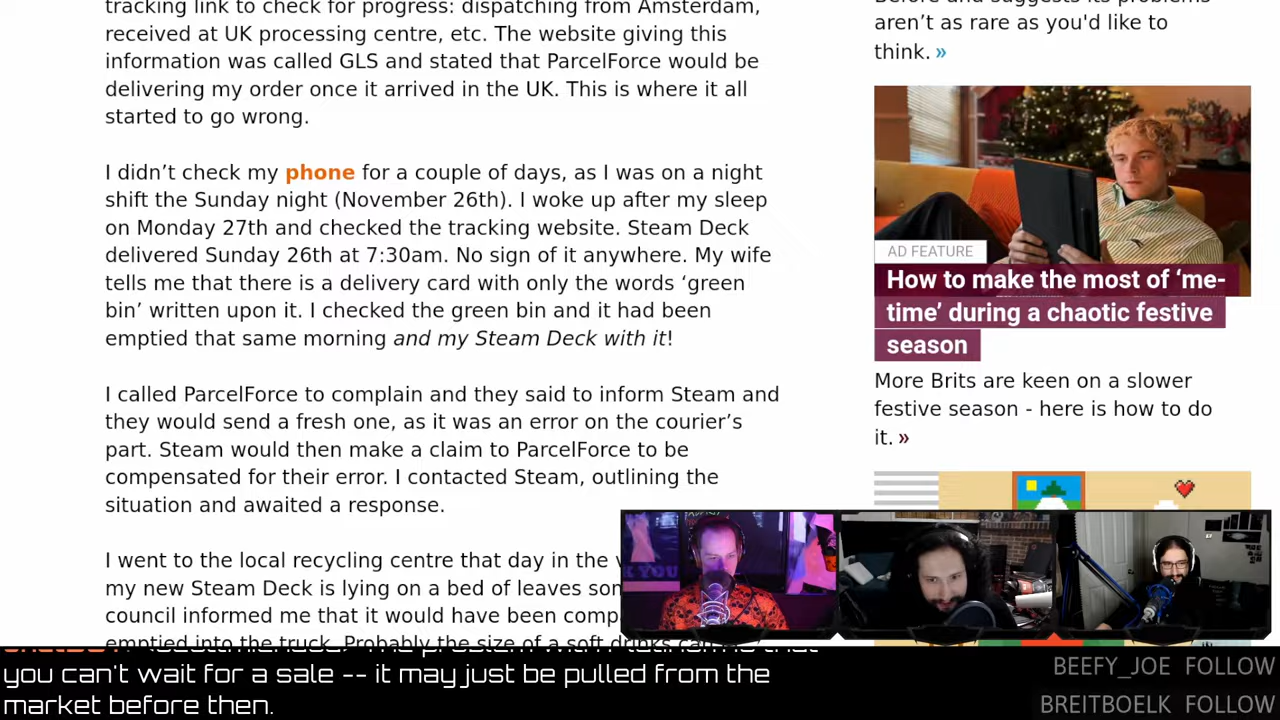 tracking link to check for progress: dispatching from Amsterdam,
received at UK processing centre, etc. The website giving this
information was called GLS and stated that ParcelForce would be
delivering my order once it arrived in the UK. This is where it all
started to go wrong.
I didn’t check my phone for a couple of days, as I was on a night
shift the Sunday night (November 26th). I woke up after my sleep
on Monday 27th and checked the tracking website. Steam Deck
delivered Sunday 26th at 7:30am. No sign of it anywhere. My wife
tells me that there is a delivery card with only the words ‘green
bin’ written upon it. I checked the green bin and it had been
emptied that same morning and my Steam Deck with it!
I called ParcelForce to complain and they said to inform Steam and
they would send a fresh one, as it was an error on the courier’s
part. Steam would then make a claim to ParcelForce to be
compensated for their error. I contacted Steam, outlining the
situation and awaited a response.
I went to the local recycling centre that day in the
my new Steam Deck is lying on a bed of leaves
council informed me that it would have been
emptied into the truck. Probably the size of a soft drinks can
aren’t as rare as you'd like to
think. »
AD FEATURE
How to make the most of ‘me-
time’ during a chaotic festive
season
More Brits are keen on a slower
festive season - here is how to do
it. »
you can't wait for a sale -- it may just be pulled from the
market before then.
BEEFY_JOE FOLLOW
BREITBOELK FOLLOW